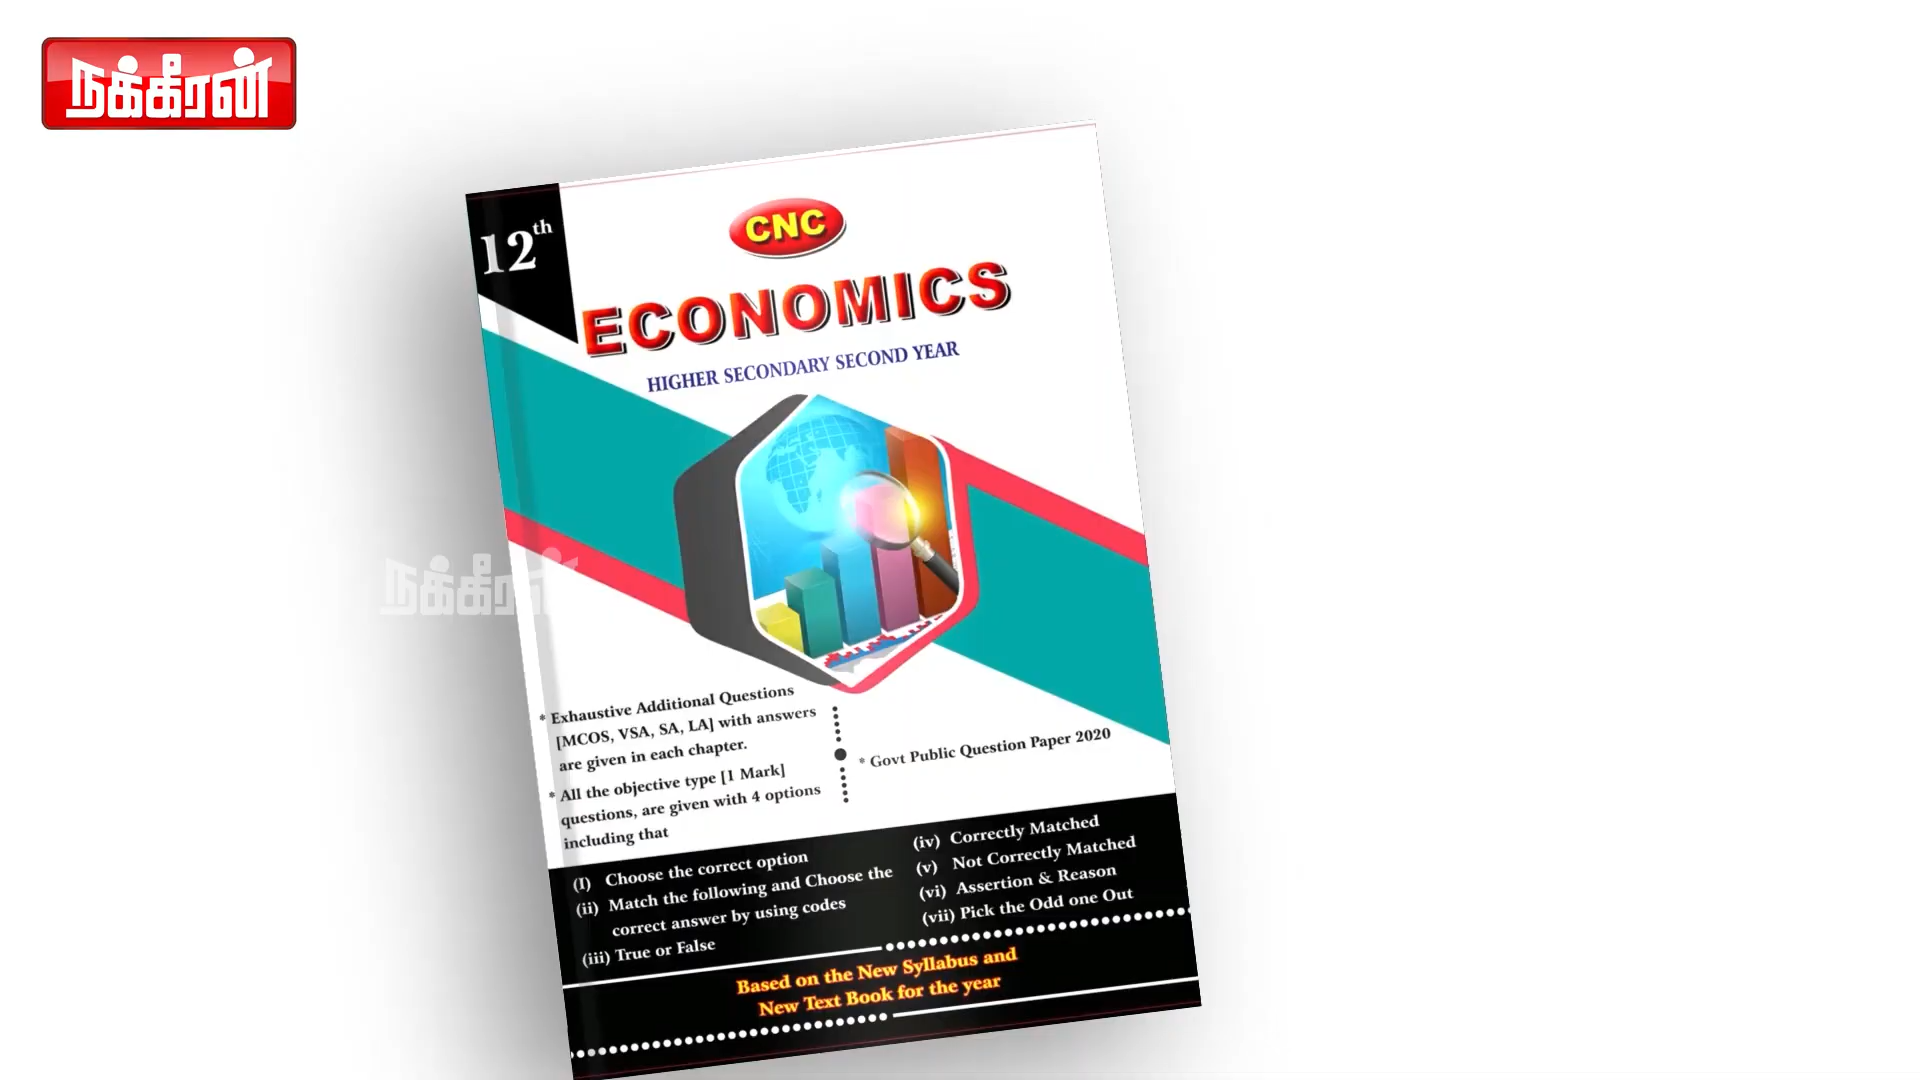 நக்கீரன்
12th
CNC
ECONOMICS
HIGHER SECONDARY SECOND YEAR
நக்கீரன்
* Exhaustive Additional Questions
[MCOS, VSA, SA, LA] with answers
are given in each chapter.
* All the objective type [1 Mark]
questions, are given with 4 options
including that
* Govt Public Question Paper 2020
(I) Choose the correct option
(ii) Match the following and Choose the
correct answer by using codes
(iii) True or False
(iv) Correctly Matched
(v) Not Correctly Matched
(vi) Assertion & Reason
(vii) Pick the Odd one Out
Based on the New Syllabus and
New Text Book for the year